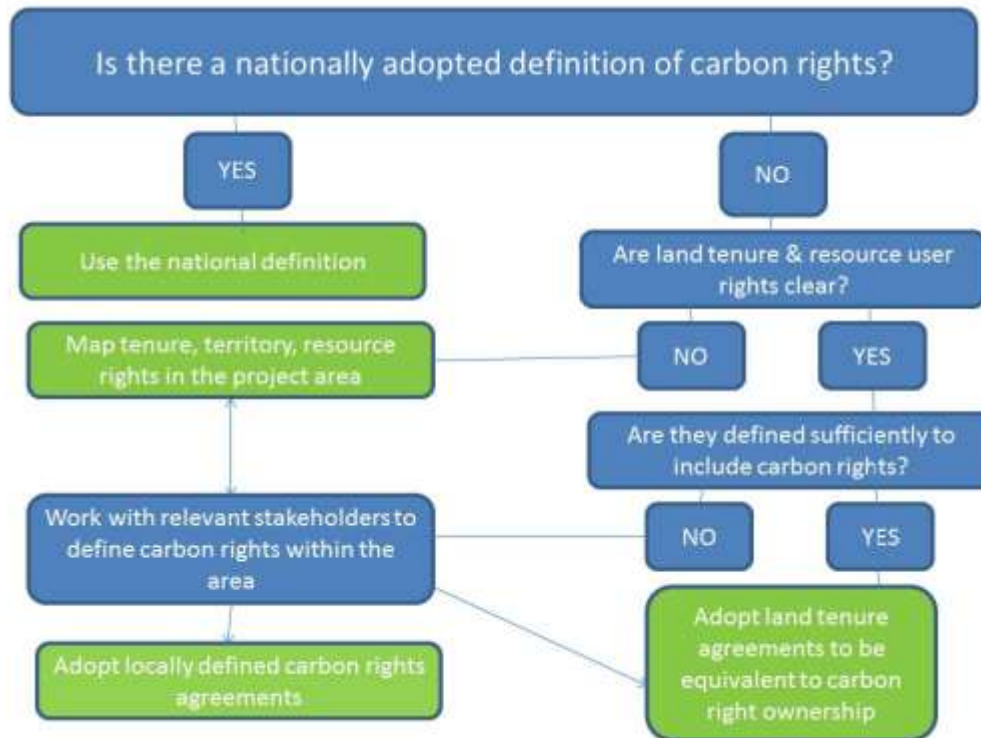 Is there a nationally adopted definition of carbon rights?
YES
NO
Use the national definition
Are land tenure & resource user
rights clear?
Map tenure, territory, resource
rights in the project area
NO
YES
Are they defined sufficiently to
include carbon rights?
Work with relevant stakeholders to
define carbon rights within the
area
NO
YES
Adopt locally defined carbon rights
agreements
Adopt land tenure
agreements to be
equivalent to carbon
right ownership